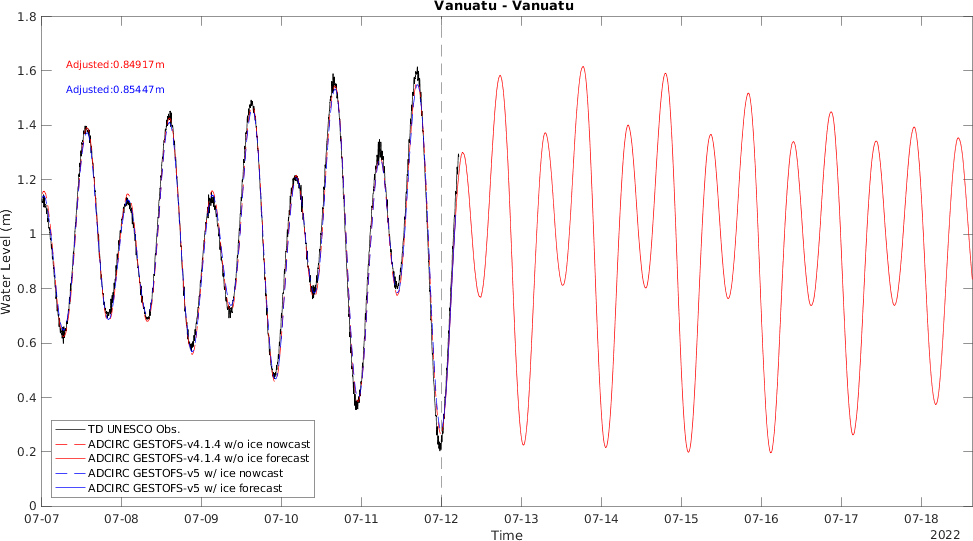 Vanuatu - Vanuatu
1.8
1.6
1.4
1.2
1
0.8
0.6
0.4
0.2
0
Water Level (m)
Adjusted:0.84917m
Adjusted:0.85447m
TD UNESCO Obs.
ADCIRC GESTOFS-v4.1.4 w/o ice nowcast
ADCIRC GESTOFS-v4.1.4 w/o ice forecast
ADCIRC GESTOFS-v5 w/ ice nowcast
ADCIRC GESTOFS-v5 w/ ice forecast
07-07 07-08 07-09 07-10 07-11 07-12 07-13 07-14 07-15 07-16 07-17 07-18
Time
2022